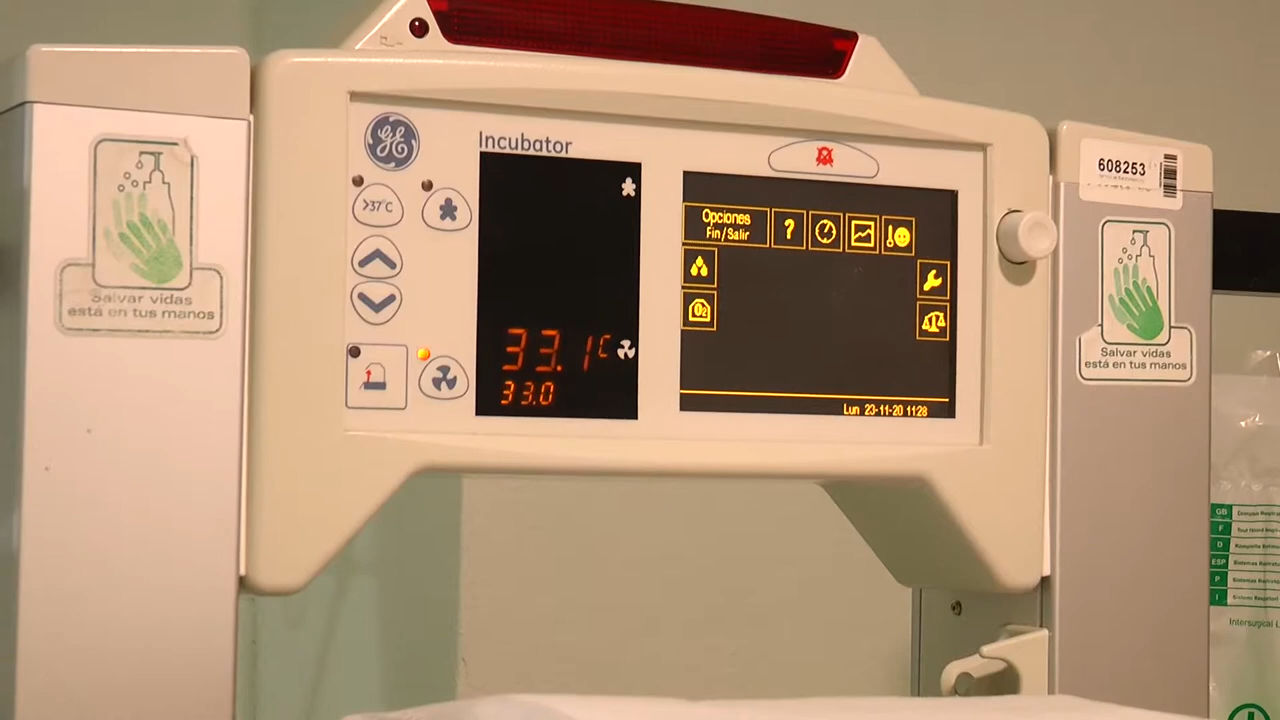 GE
Incubator
608253
>37°C
Opciones
Fin/Salir
?
O2
33.1°C
33.0
Lun 23-11-20 11:28
Salvar vidas
está en tus manos
Salvar vidas
está en tus manos
GB
F
D
ESP
P
I
Intersurgical